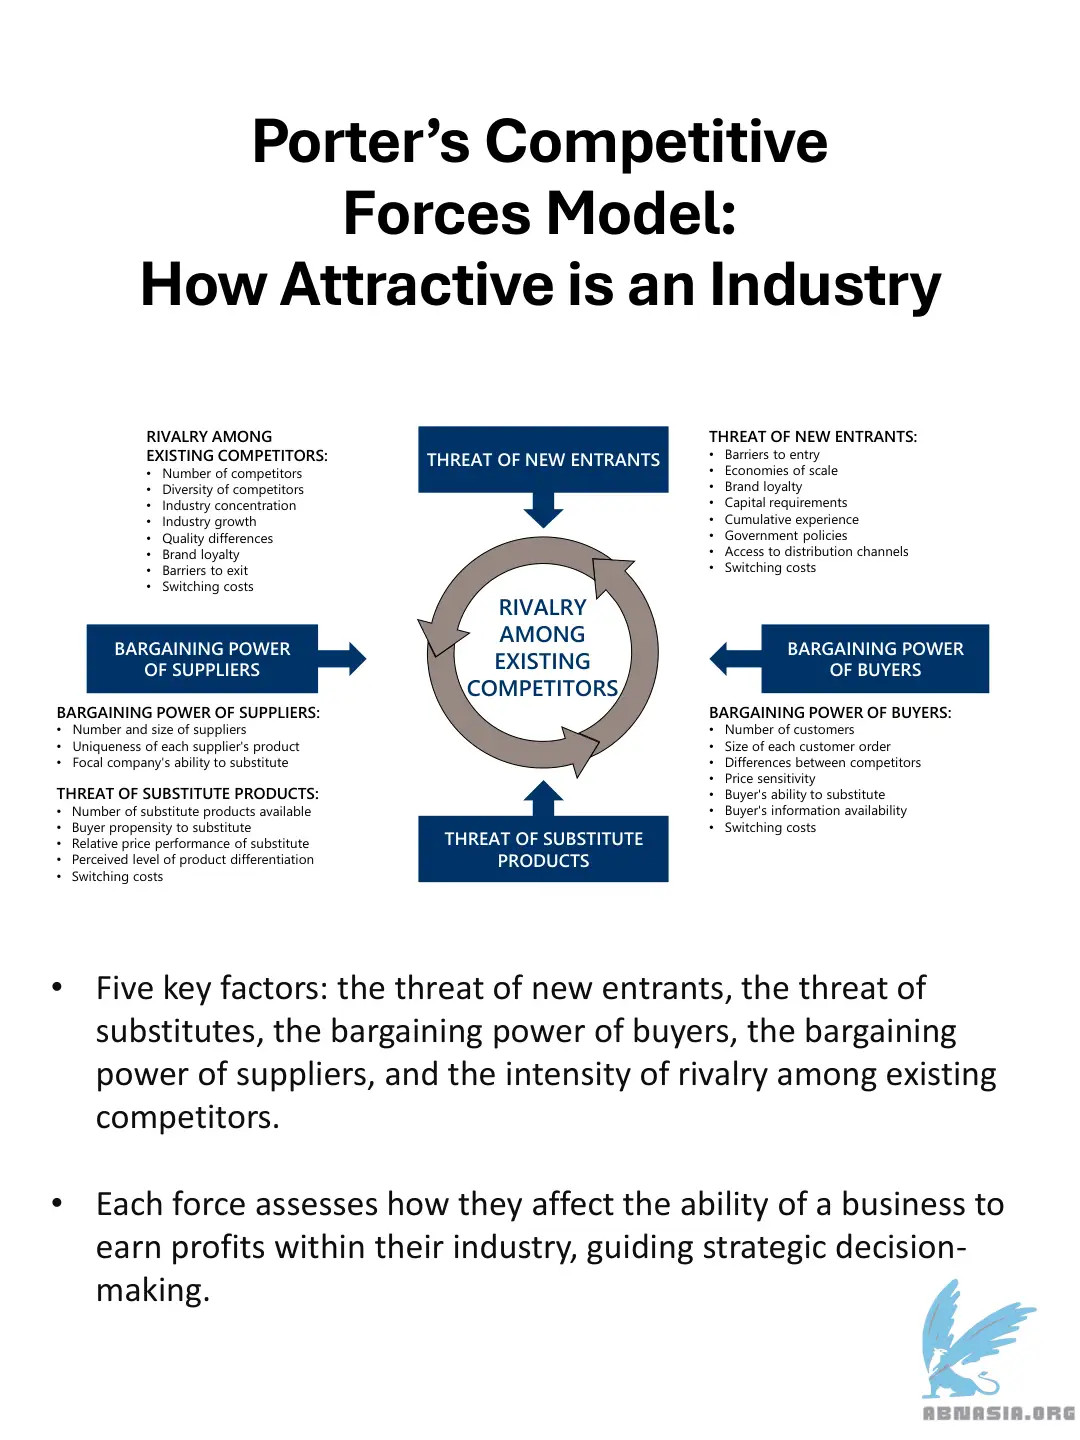 Porter’s Competitive
Forces Model:
How Attractive is an Industry
RIVALRY AMONG
EXISTING COMPETITORS:
• Number of competitors
• Diversity of competitors
• Industry concentration
• Industry growth
• Quality differences
• Brand loyalty
• Barriers to exit
• Switching costs
THREAT OF NEW ENTRANTS
THREAT OF NEW ENTRANTS:
• Barriers to entry
• Economies of scale
• Brand loyalty
• Capital requirements
• Cumulative experience
• Government policies
• Access to distribution channels
• Switching costs
BARGAINING POWER
OF SUPPLIERS
RIVALRY
AMONG
EXISTING
COMPETITORS
BARGAINING POWER
OF BUYERS
BARGAINING POWER OF SUPPLIERS:
• Number and size of suppliers
• Uniqueness of each supplier's product
• Focal company's ability to substitute
THREAT OF SUBSTITUTE PRODUCTS:
• Number of substitute products available
• Buyer propensity to substitute
• Relative price performance of substitute
• Perceived level of product differentiation
• Switching costs
THREAT OF SUBSTITUTE
PRODUCTS
BARGAINING POWER OF BUYERS:
• Number of customers
• Size of each customer order
• Differences between competitors
• Price sensitivity
• Buyer's ability to substitute
• Buyer's information availability
• Switching costs
• Five key factors: the threat of new entrants, the threat of
substitutes, the bargaining power of buyers, the bargaining
power of suppliers, and the intensity of rivalry among existing
competitors.
• Each force assesses how they affect the ability of a business to
earn profits within their industry, guiding strategic decision-
making.
ABNASIA.ORG